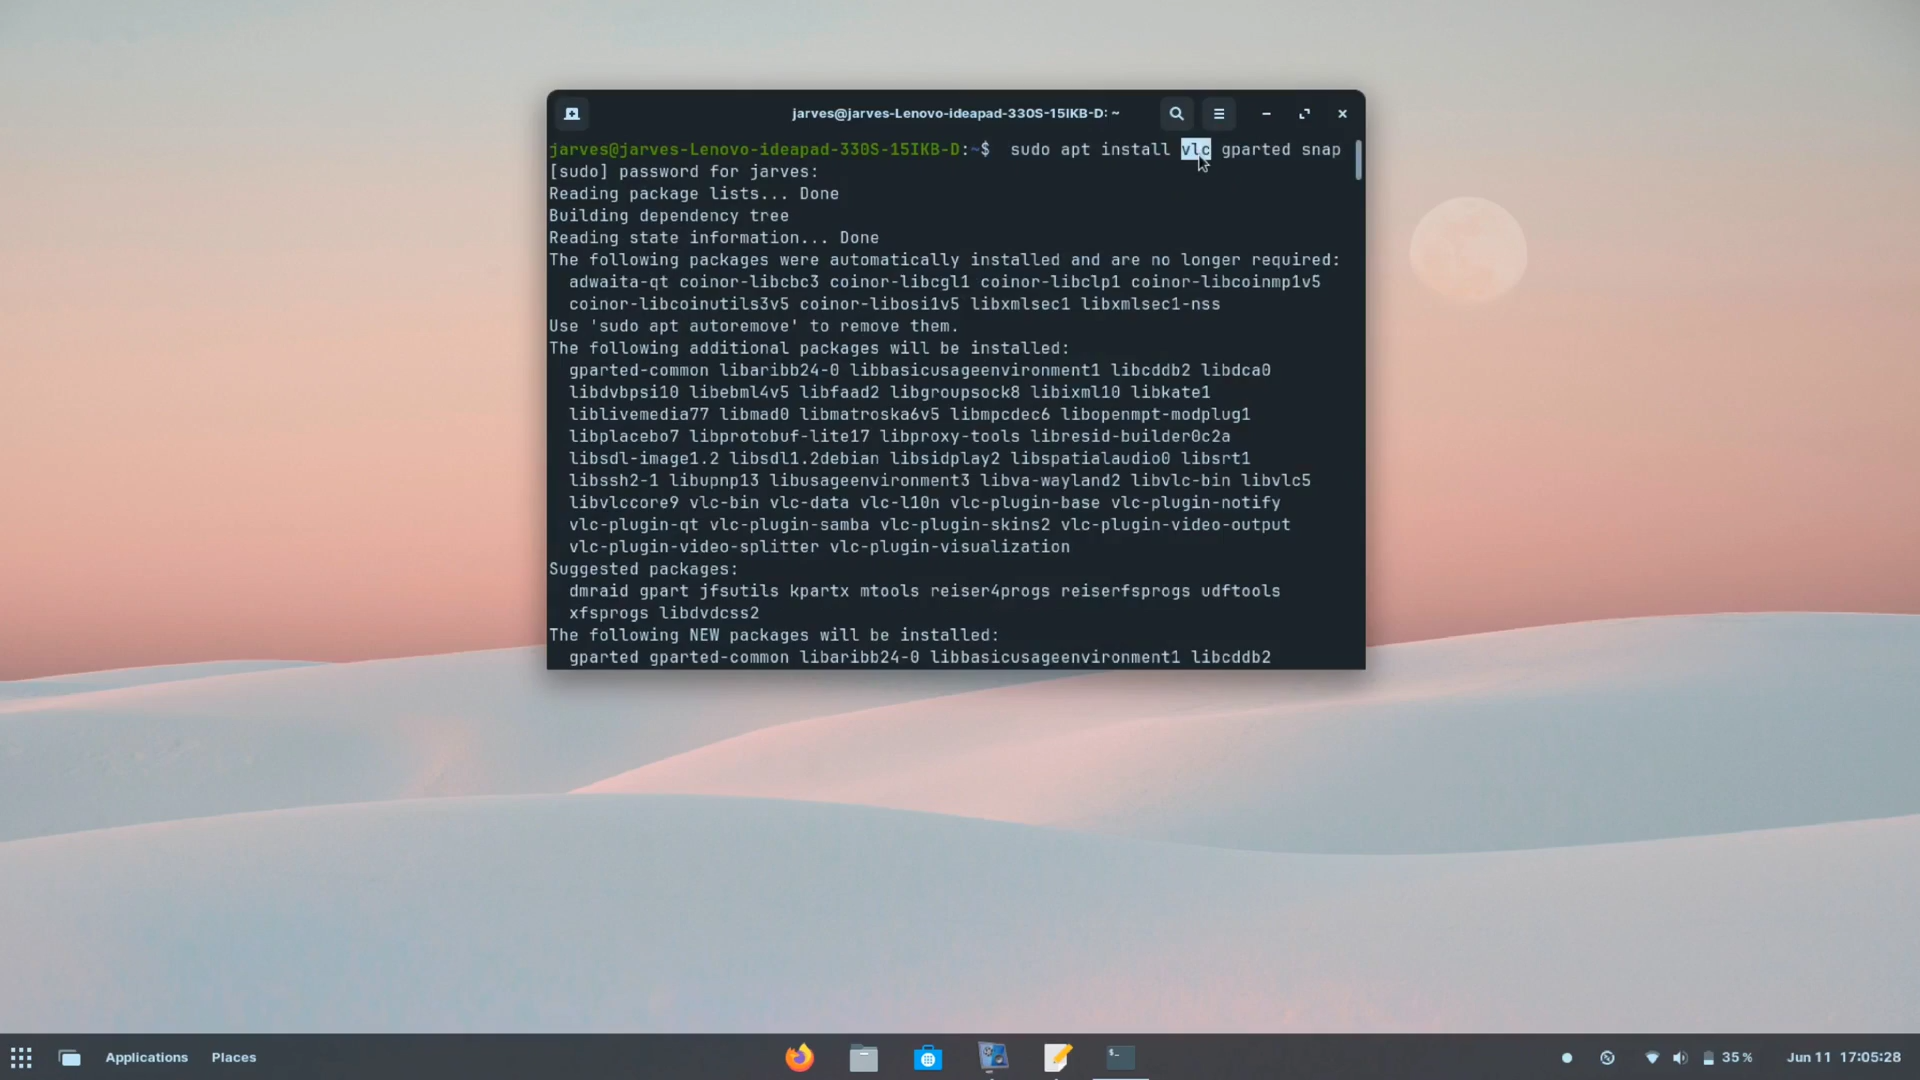 jarves@jarves-Lenovo-ideapad-330S-15IKB-D: ~
jarves@jarves-Lenovo-ideapad-330S-15IKB-D:~$  sudo apt install vlc gparted snap
[sudo] password for jarves:
Reading package lists... Done
Building dependency tree
Reading state information... Done
The following packages were automatically installed and are no longer required:
  adwaita-qt coinor-libcbc3 coinor-libcgl1 coinor-libclp1 coinor-libcoinmp1v5
  coinor-libcoinutils3v5 coinor-libosi1v5 libxmlsec1 libxmlsec1-nss
Use 'sudo apt autoremove' to remove them.
The following additional packages will be installed:
  gparted-common libaribb24-0 libbasicusageenvironment1 libcddb2 libdca0
  libdvbpsi10 libebml4v5 libfaad2 libgroupsock8 libixml10 libkate1
  liblivemedia77 libmad0 libmatroska6v5 libmpcdec6 libopenmpt-modplug1
  libplacebo7 libprotobuf-lite17 libproxy-tools libresid-builder0c2a
  libsdl-image1.2 libsdl1.2debian libsidplay2 libspatialaudio0 libsrt1
  libssh2-1 libupnp13 libusageenvironment3 libva-wayland2 libvlc-bin libvlc5
  libvlccore9 vlc-bin vlc-data vlc-l10n vlc-plugin-base vlc-plugin-notify
  vlc-plugin-qt vlc-plugin-samba vlc-plugin-skins2 vlc-plugin-video-output
  vlc-plugin-video-splitter vlc-plugin-visualization
Suggested packages:
  dmraid gpart jfsutils kpartx mtools reiser4progs reiserfsprogs udftools
  xfsprogs libdvdcss2
The following NEW packages will be installed:
  gparted gparted-common libaribb24-0 libbasicusageenvironment1 libcddb2
Applications Places 35 % Jun 11 17:05:28